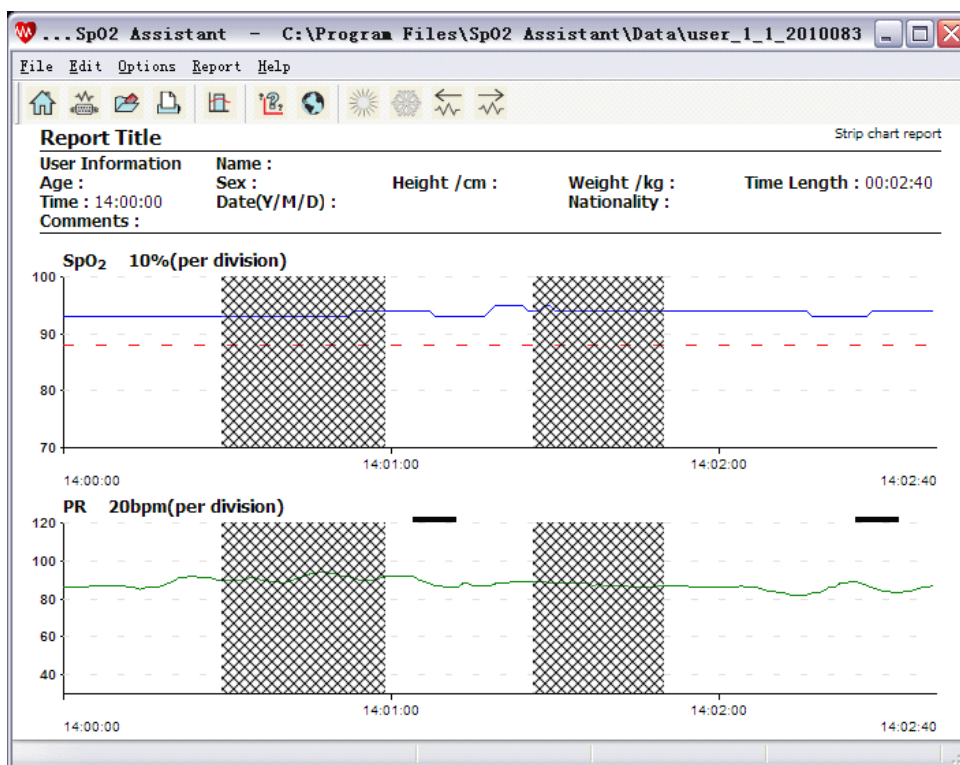 ...SpO2 Assistant - C:\Program Files\SpO2 Assistant\Data\user_1_1_2010083
File Edit Options Report Help
Report Title
Strip chart report
User Information Name :
Age : Sex : Height /cm : Weight /kg : Time Length : 00:02:40
Time : 14:00:00 Date(Y/M/D) : Nationality :
Comments :
SpO₂ 10%(per division)
100
90
80
70
14:01:00 14:02:00
14:00:00 14:02:40
PR 20bpm(per division)
120
100
80
60
40
14:01:00 14:02:00
14:00:00 14:02:40